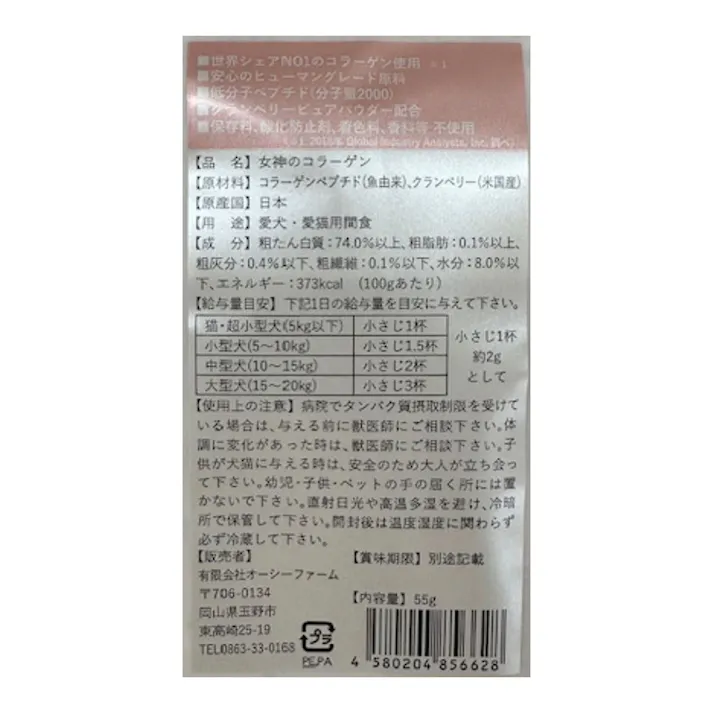 ■世界シェアNO1のコラーゲン使用 ※1
■安心のヒューマングレード原料
■低分子ペプチド(分子量2000)
■クランベリーピュアパウダー配合
■保存料、酸化防止剤、着色料、香料等 不使用
(※1.2018年 Global Industry Analysts, Inc.調べ)
【品　名】女神のコラーゲン
【原材料】コラーゲンペプチド(魚由来)、クランベリー(米国産)
【原産国】日本
【用　途】愛犬・愛猫用間食
【成　分】粗たん白質:74.0%以上、粗脂肪:0.1%以上、
粗灰分:0.4%以下、粗繊維:0.1%以下、水分:8.0%以
下、エネルギー:373kcal (100gあたり)
【給与量目安】下記1日の給与量を目安に与えて下さい。
猫・超小型犬(5kg以下) 小さじ1杯
小型犬(5〜10kg) 小さじ1.5杯
中型犬(10〜15kg) 小さじ2杯
大型犬(15〜20kg) 小さじ3杯
小さじ1杯
約2g
として
【使用上の注意】病院でタンパク質摂取制限を受けて
いる場合は、与える前に獣医師にご相談下さい。体
調に変化があった時は、獣医師にご相談下さい。子
供が犬猫に与える時は、安全のため大人が立ち会っ
て下さい。幼児・子供・ペットの手の届く所には置
かないで下さい。直射日光や高温多湿を避け、冷暗
所で保管して下さい。開封後は温度湿度に関わらず
必ず冷蔵して下さい。
【販売者】
有限会社オーシーファーム
〒706-0134
岡山県玉野市
東高崎25-19
TEL0863-33-0168
【賞味期限】別途記載
【内容量】55g
プラ
PE,PA
4 580204 856628